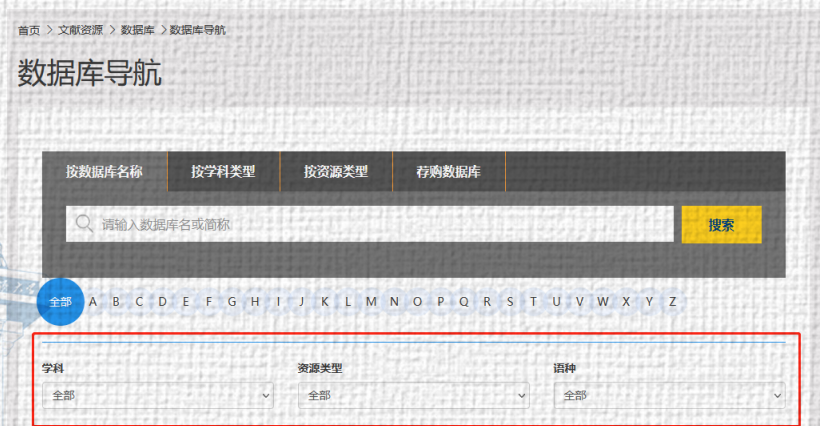 首页 > 文献资源 > 数据库 > 数据库导航
数据库导航
按数据库名称 按学科类型 按资源类型 荐购数据库
请输入数据库名或简称 搜索
全部 A B C D E F G H I J K L M N O P Q R S T U V W X Y Z
学科 资源类型 语种
全部 全部 全部